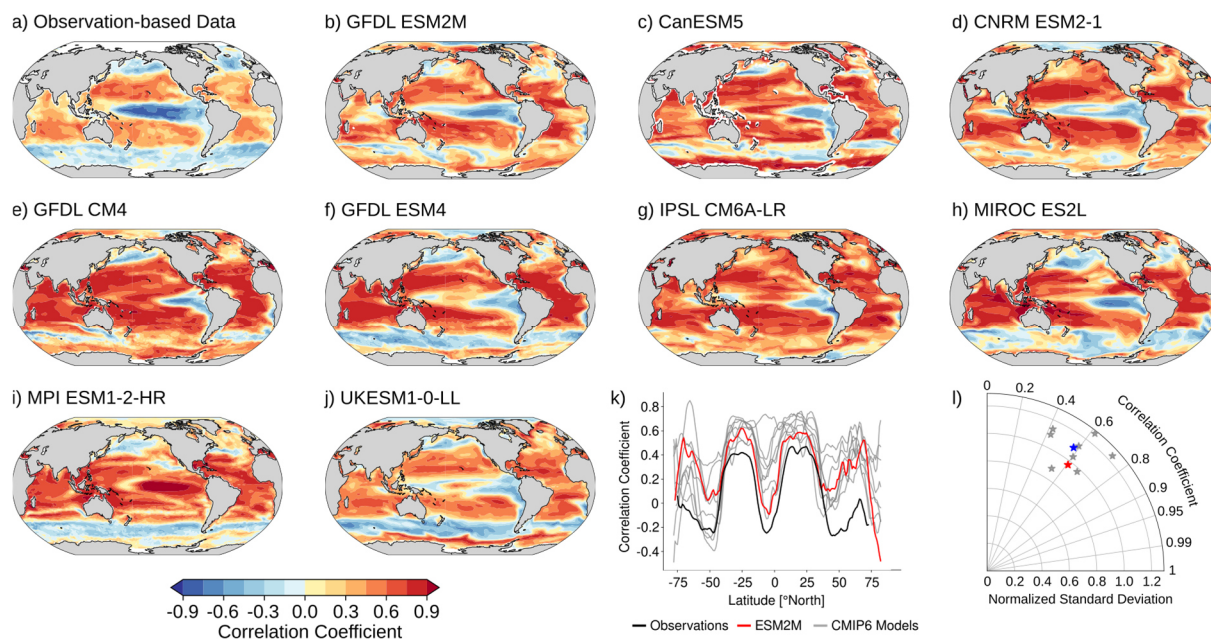 a) Observation-based Data
b) GFDL ESM2M
c) CanESM5
d) CNRM ESM2-1
e) GFDL CM4
f) GFDL ESM4
g) IPSL CM6A-LR
h) MIROC ES2L
i) MPI ESM1-2-HR
j) UKESM1-0-LL
k)
l)
-0.9 -0.6 -0.3 0.0 0.3 0.6 0.9
Correlation Coefficient
Correlation Coefficient
0.8
0.6
0.4
0.2
0
-0.2
-0.4
-75 -50 -25 0 25 50 75
Latitude [°North]
Observations ESM2M CMIP6 Models
0 0.2 0.4 0.6 0.8 0.9 0.95 0.99 1
Correlation Coefficient
0 0.2 0.4 0.6 0.8 1.0 1.2
Normalized Standard Deviation